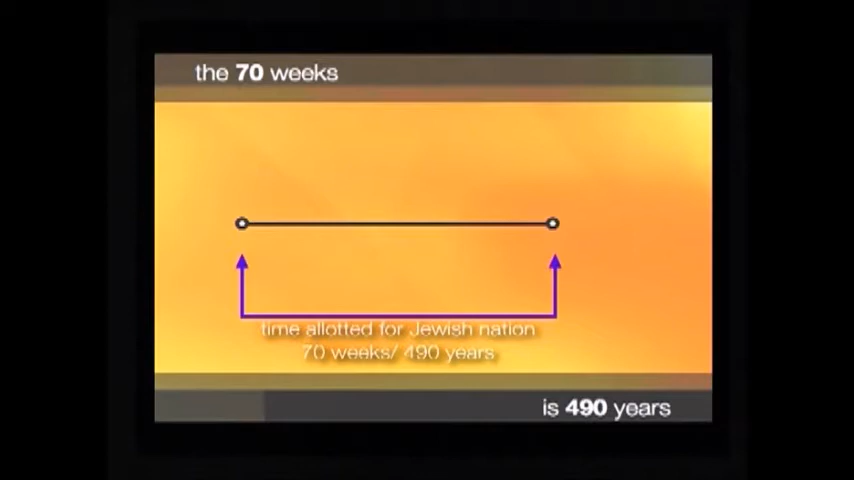 the 70 weeks
time allotted for Jewish nation
70 weeks/ 490 years
is 490 years